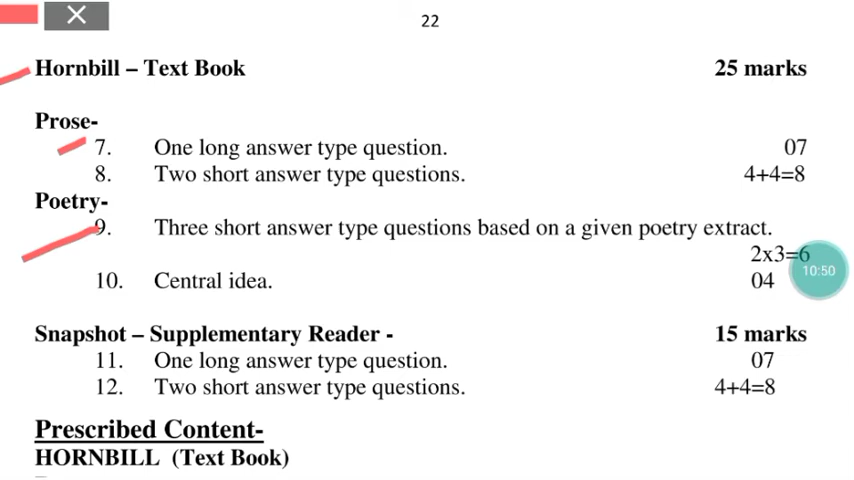 22
Hornbill – Text Book 25 marks
Prose-
7. One long answer type question. 07
8. Two short answer type questions. 4+4=8
Poetry-
9. Three short answer type questions based on a given poetry extract.
2x3=6
10:50
10. Central idea. 04
Snapshot – Supplementary Reader - 15 marks
11. One long answer type question. 07
12. Two short answer type questions. 4+4=8
Prescribed Content-
HORNBILL (Text Book)